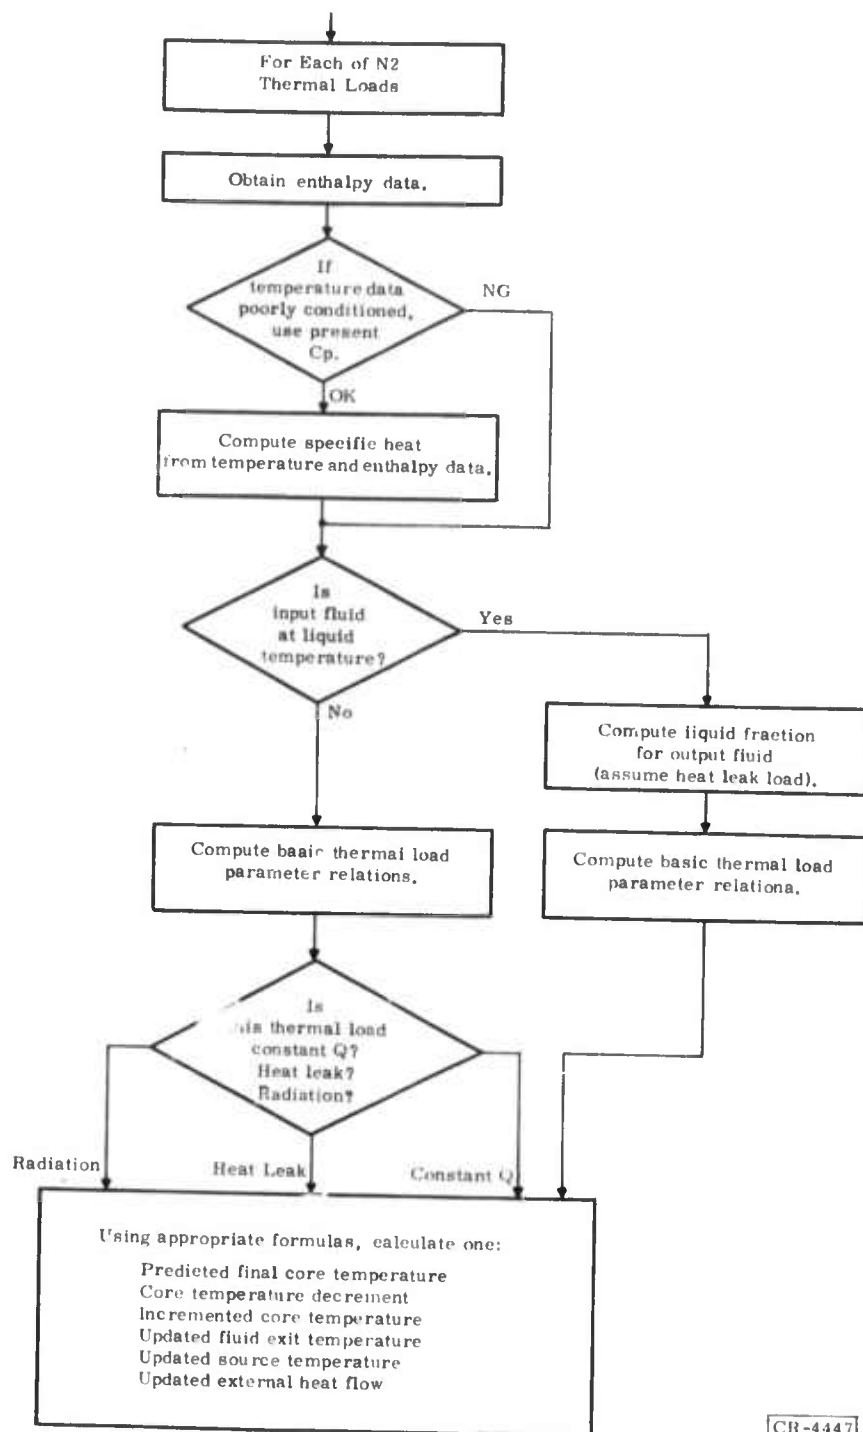 For Each of N2
Thermal Loads
Obtain enthalpy data.
If
temperature data
poorly conditioned,
use present
Cp.
NG
OK
Compute specific heat
from temperature and enthalpy data.
Is
input fluid
at liquid
temperature?
Yes
No
Compute liquid fraction
for output fluid
(assume heat leak load).
Compute basic thermal load
parameter relations.
Compute basic thermal load
parameter relations.
Is
this thermal load
constant Q?
Heat leak?
Radiation?
Radiation
Heat Leak
Constant Q
Using appropriate formulas, calculate one:
Predicted final core temperature
Core temperature decrement
Incremented core temperature
Updated fluid exit temperature
Updated source temperature
Updated external heat flow
CR-4447